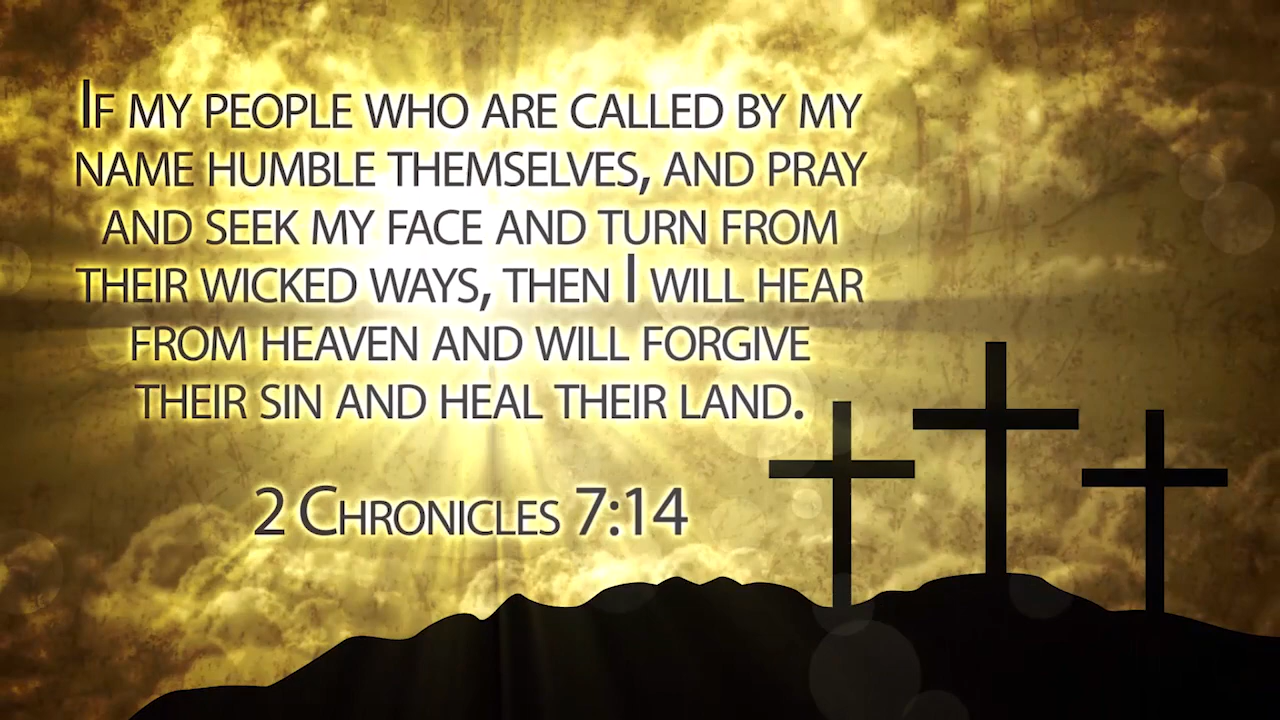 If my people who are called by my
name humble themselves, and pray
and seek my face and turn from
their wicked ways, then I will hear
from heaven and will forgive
their sin and heal their land.
2 Chronicles 7:14